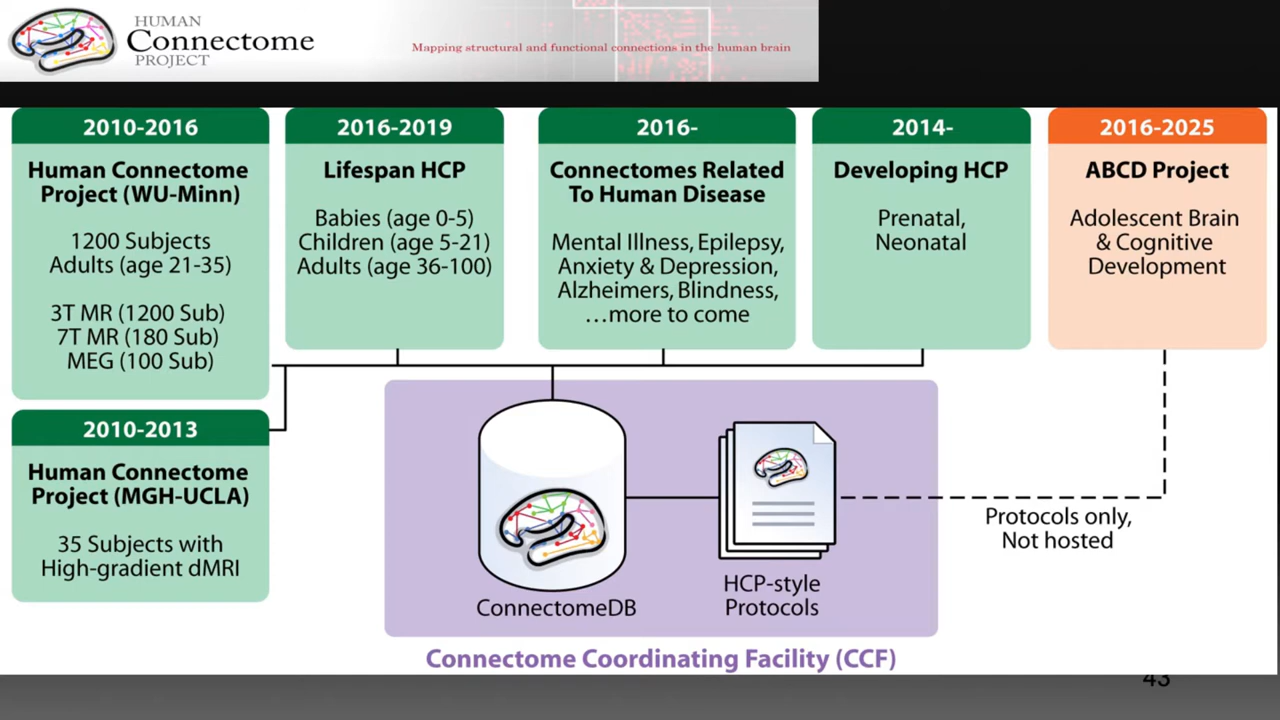 HUMAN
Connectome
PROJECT
Mapping structural and functional connections in the human brain
2010-2016
Human Connectome
Project (WU-Minn)
1200 Subjects
Adults (age 21-35)
3T MR (1200 Sub)
7T MR (180 Sub)
MEG (100 Sub)
2010-2013
Human Connectome
Project (MGH-UCLA)
35 Subjects with
High-gradient dMRI
2016-2019
Lifespan HCP
Babies (age 0-5)
Children (age 5-21)
Adults (age 36-100)
2016-
Connectomes Related
To Human Disease
Mental Illness, Epilepsy,
Anxiety & Depression,
Alzheimers, Blindness,
…more to come
2014-
Developing HCP
Prenatal,
Neonatal
2016-2025
ABCD Project
Adolescent Brain
& Cognitive
Development
Protocols only,
Not hosted
ConnectomeDB
HCP-style
Protocols
Connectome Coordinating Facility (CCF)
43